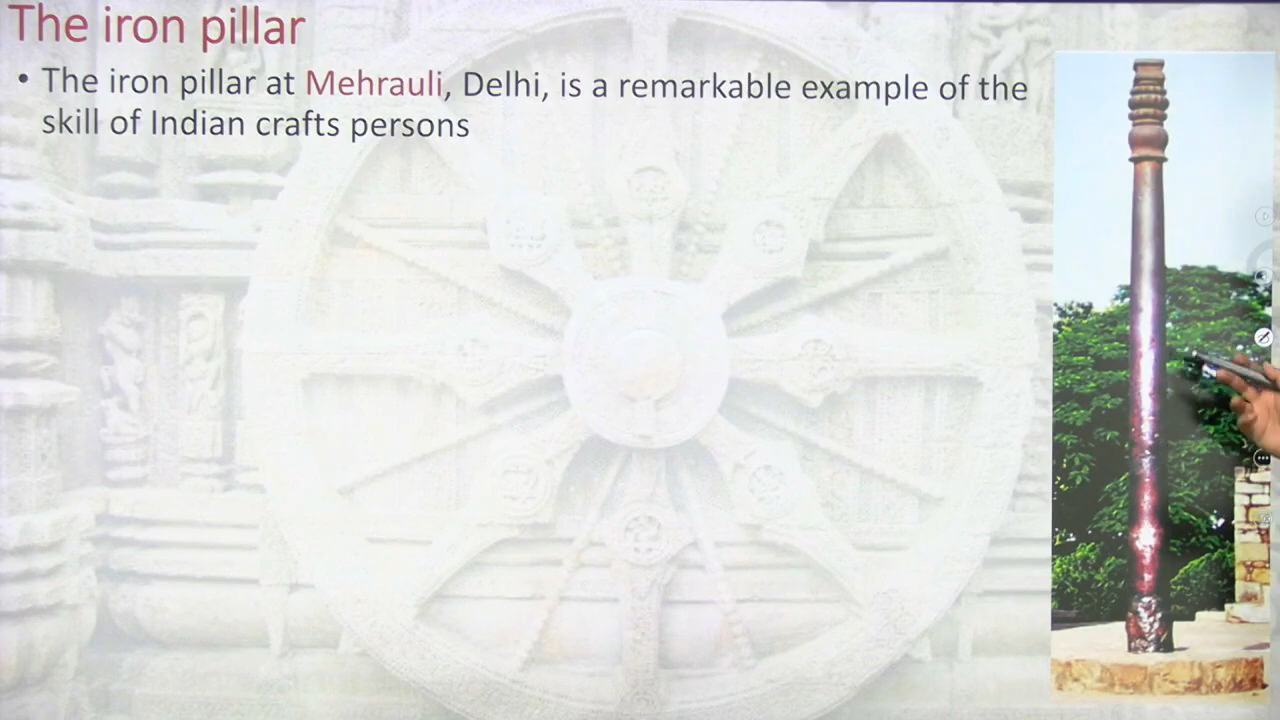 The iron pillar
• The iron pillar at Mehrauli, Delhi, is a remarkable example of the
skill of Indian crafts persons